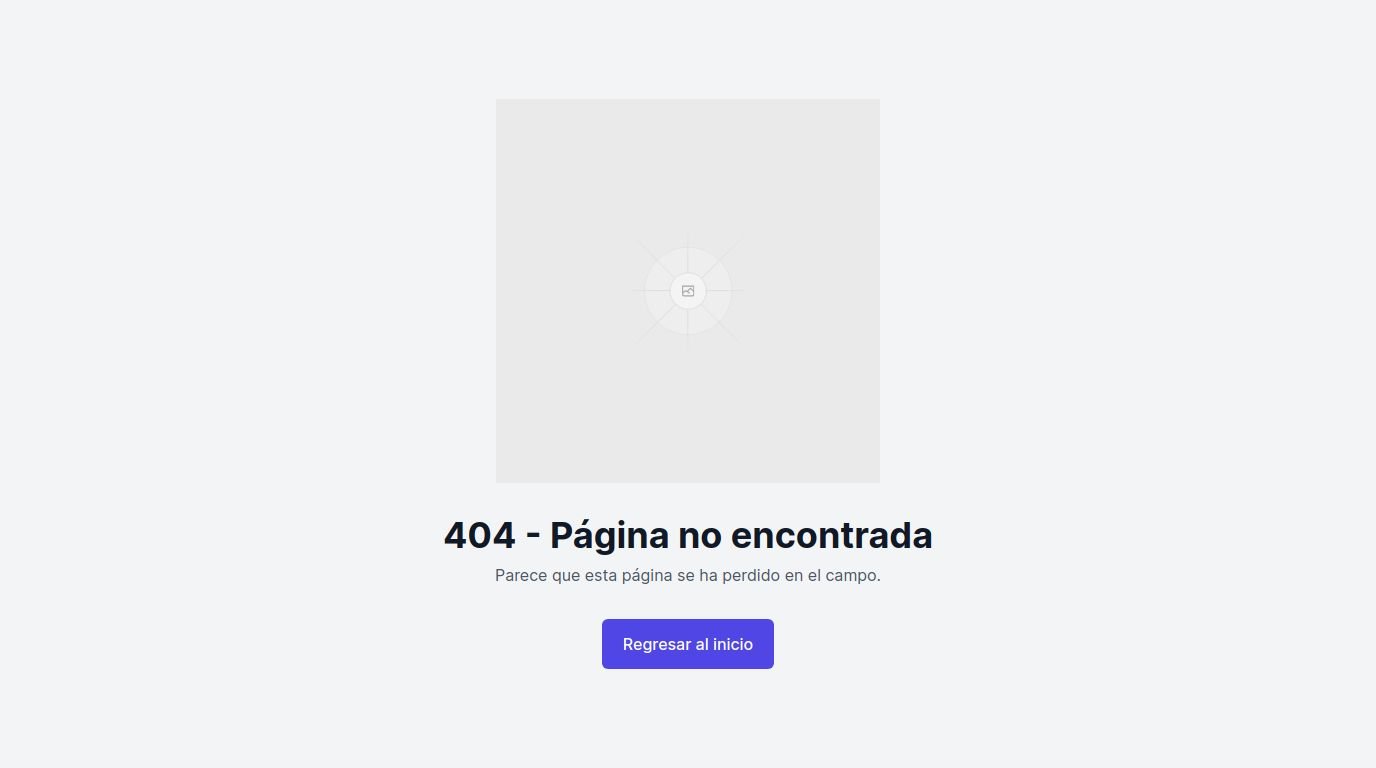 404 - Página no encontrada
Parece que esta página se ha perdido en el campo.
Regresar al inicio